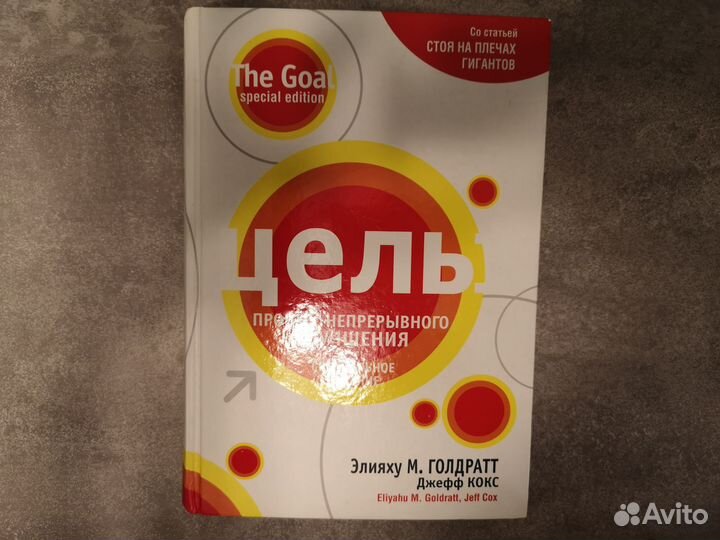 Со статьей
СТОЯ НА ПЛЕЧАХ
ГИГАНТОВ
The Goal
special edition
цель
НЕПРЕРЫВНОГО
Элияху М. ГОЛДРАТТ
Джефф КОКС
Eliyahu M. Goldratt, Jeff Cox
Avito